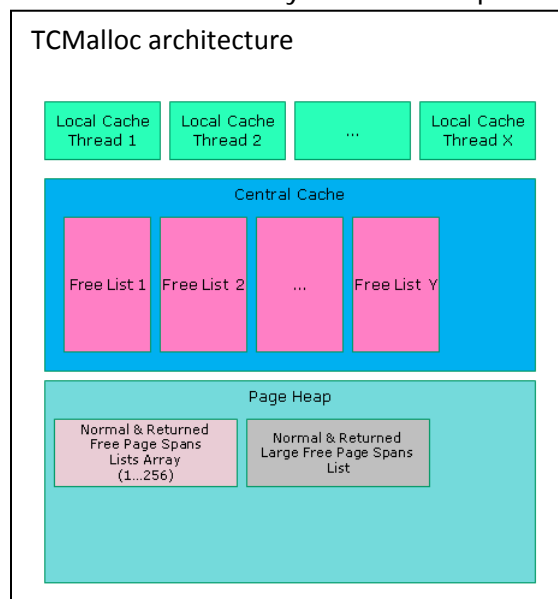 TCMalloc architecture
Local Cache
Thread 1
Local Cache
Thread 2
...
Local Cache
Thread X
Central Cache
Free List 1
Free List 2
...
Free List Y
Page Heap
Normal & Returned
Free Page Spans
Lists Array
(1...256)
Normal & Returned
Large Free Page Spans
List